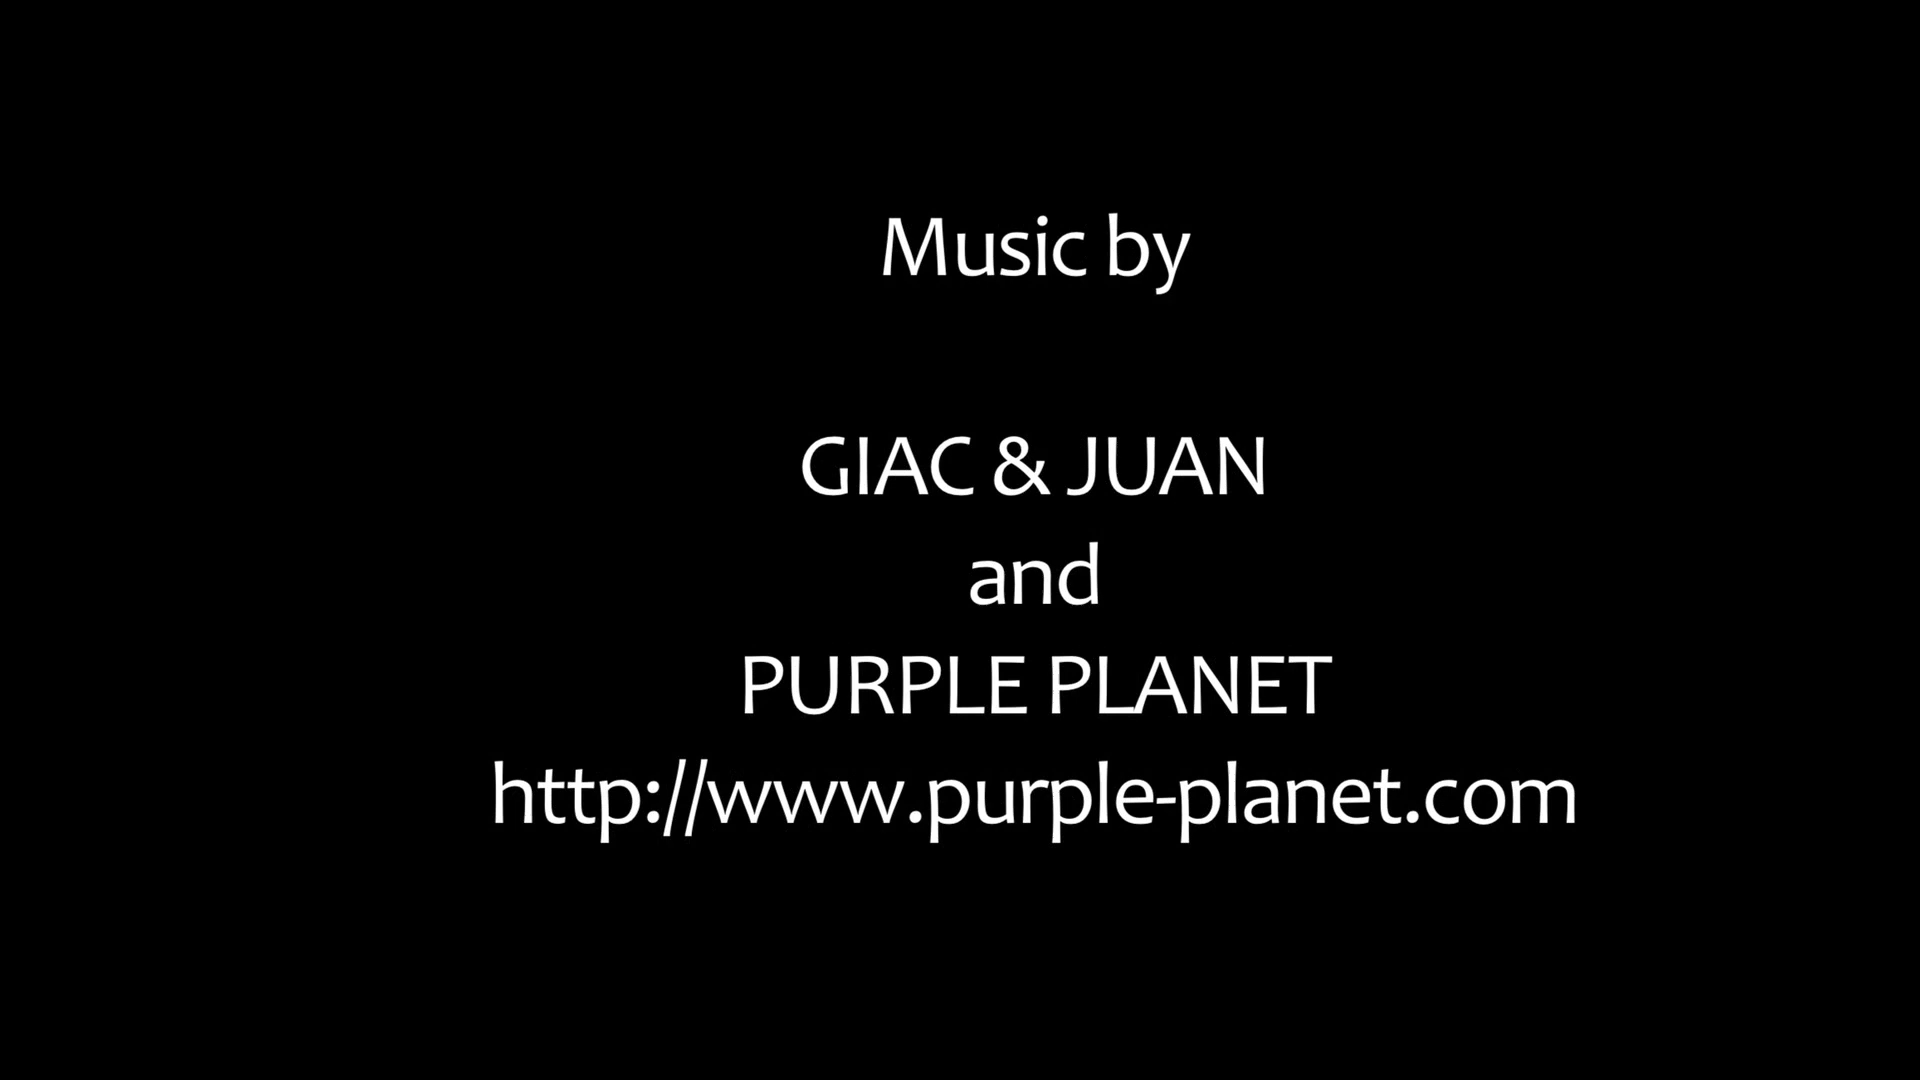 Music by
GIAC & JUAN
and
PURPLE PLANET
http://www.purple-planet.com